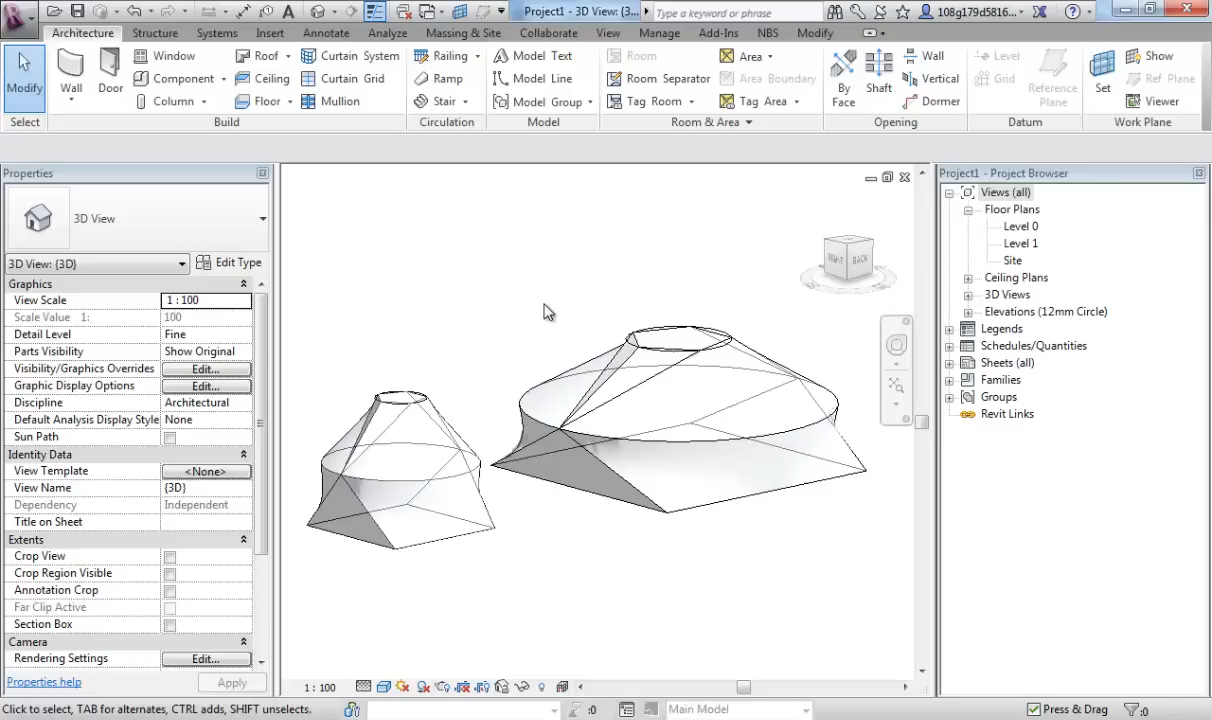 Project1 - 3D View: {3...
Type a keyword or phrase
108g179d5816...
Architecture Structure Systems Insert Annotate Analyze Massing & Site Collaborate View Manage Add-Ins NBS Modify
Modify
Wall
Door
Window
Component
Column
Roof
Ceiling
Floor
Curtain System
Curtain Grid
Mullion
Railing
Ramp
Stair
Model Text
Model Line
Model Group
Room
Room Separator
Tag Room
Area
Area Boundary
Tag Area
By
Face
Shaft
Wall
Vertical
Dormer
Level
Grid
Reference
Plane
Set
Show
Ref Plane
Viewer
Select Build Circulation Model Room & Area Opening Datum Work Plane
Properties
3D View
3D View: {3D} Edit Type
Graphics
View Scale 1 : 100
Scale Value 1: 100
Detail Level Fine
Parts Visibility Show Original
Visibility/Graphics Overrides Edit...
Graphic Display Options Edit...
Discipline Architectural
Default Analysis Display Style None
Sun Path
Identity Data
View Template <None>
View Name {3D}
Dependency Independent
Title on Sheet
Extents
Crop View
Crop Region Visible
Annotation Crop
Far Clip Active
Section Box
Camera
Rendering Settings Edit...
Properties help Apply
RIGHT BACK
1 : 100
Project1 - Project Browser
Views (all)
Floor Plans
Level 0
Level 1
Site
Ceiling Plans
3D Views
Elevations (12mm Circle)
Legends
Schedules/Quantities
Sheets (all)
Families
Groups
Revit Links
Click to select, TAB for alternates, CTRL adds, SHIFT unselects. :0 Main Model Press & Drag :0